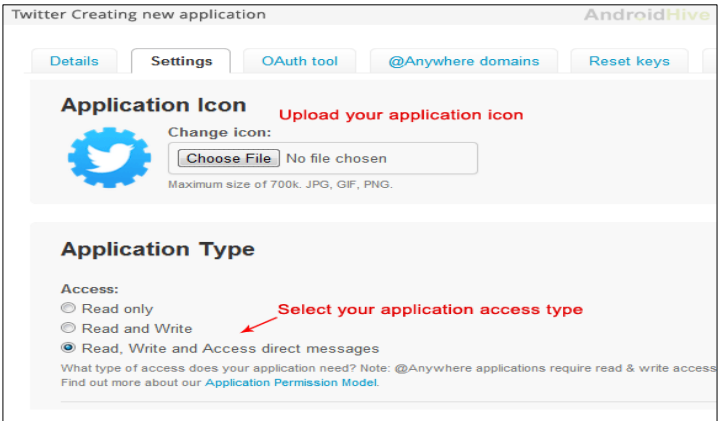 Twitter Creating new application
AndroidHive
Details Settings OAuth tool @Anywhere domains Reset keys
Application Icon
Upload your application icon
Change icon:
Choose File No file chosen
Maximum size of 700k. JPG, GIF, PNG.
Application Type
Access:
Read only
Select your application access type
Read and Write
Read, Write and Access direct messages
What type of access does your application need? Note: @Anywhere applications require read & write access
Find out more about our Application Permission Model.